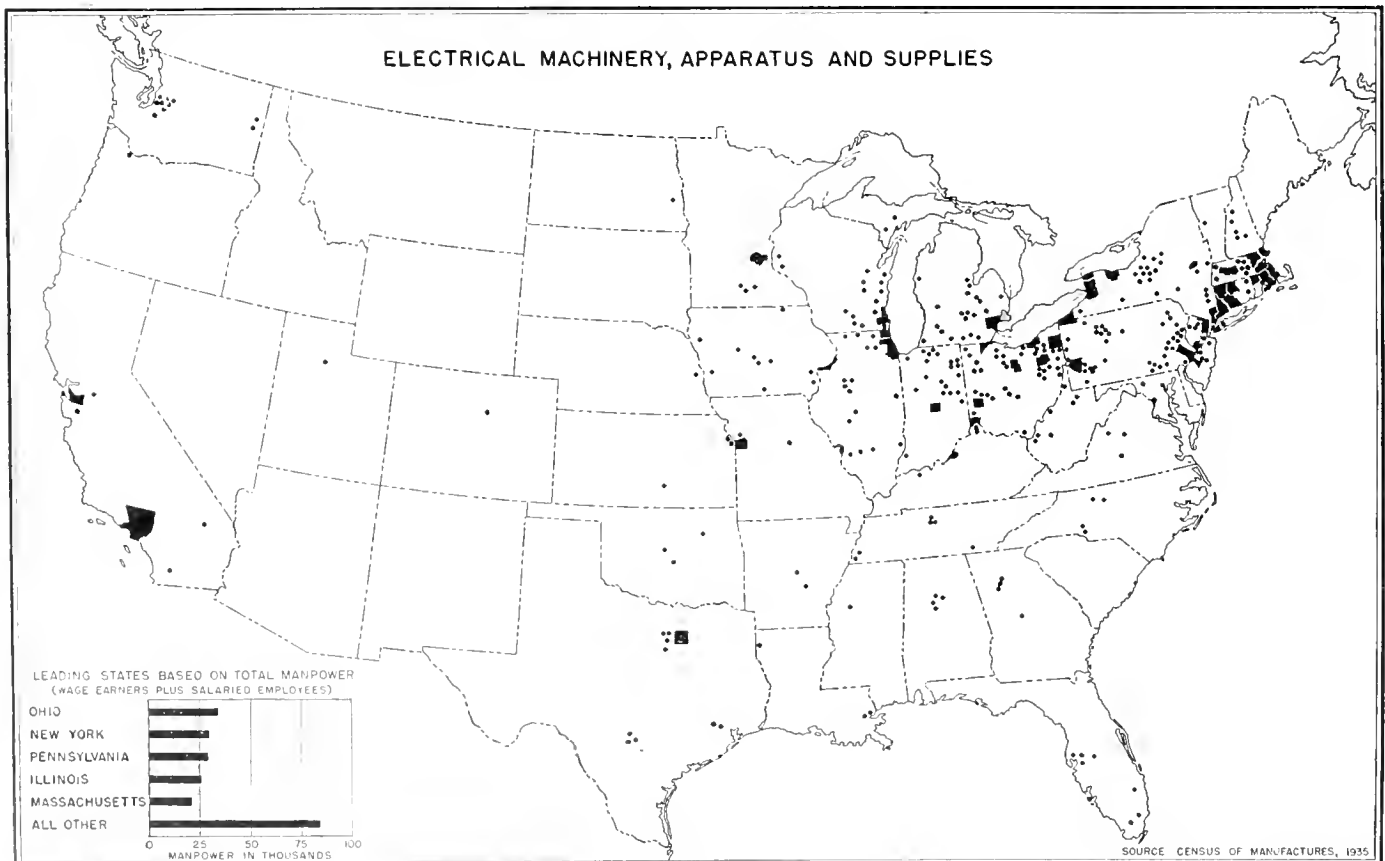 ELECTRICAL MACHINERY, APPARATUS AND SUPPLIES
LEADING STATES BASED ON TOTAL MANPOWER
(WAGE EARNERS PLUS SALARIED EMPLOYEES)
OHIO
NEW YORK
PENNSYLVANIA
ILLINOIS
MASSACHUSETTS
ALL OTHER
0 25 50 75 100
MANPOWER IN THOUSANDS
SOURCE CENSUS OF MANUFACTURES, 1935